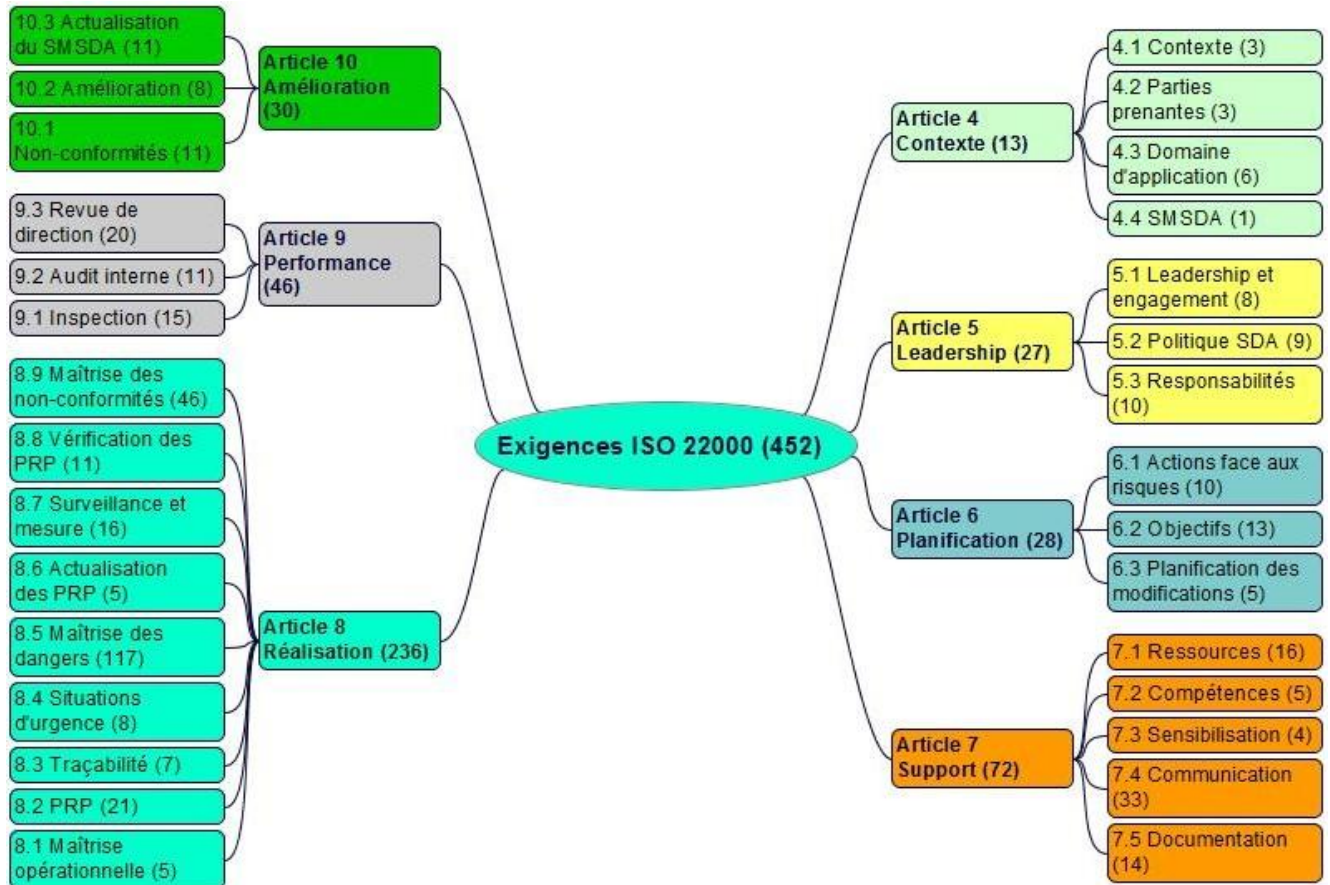 Exigences ISO 22000 (452)
Article 4
Contexte (13)
4.1 Contexte (3)
4.2 Parties
prenantes (3)
4.3 Domaine
d'application (6)
4.4 SMSDA (1)
Article 5
Leadership (27)
5.1 Leadership et
engagement (8)
5.2 Politique SDA (9)
5.3 Responsabilités
(10)
Article 6
Planification (28)
6.1 Actions face aux
risques (10)
6.2 Objectifs (13)
6.3 Planification des
modifications (5)
Article 7
Support (72)
7.1 Ressources (16)
7.2 Compétences (5)
7.3 Sensibilisation (4)
7.4 Communication
(33)
7.5 Documentation
(14)
Article 8
Réalisation (236)
8.9 Maîtrise des
non-conformités (46)
8.8 Vérification des
PRP (11)
8.7 Surveillance et
mesure (16)
8.6 Actualisation
des PRP (5)
8.5 Maîtrise des
dangers (117)
8.4 Situations
d'urgence (8)
8.3 Traçabilité (7)
8.2 PRP (21)
8.1 Maîtrise
opérationnelle (5)
Article 9
Performance
(46)
9.3 Revue de
direction (20)
9.2 Audit interne (11)
9.1 Inspection (15)
Article 10
Amélioration
(30)
10.3 Actualisation
du SMSDA (11)
10.2 Amélioration (8)
10.1
Non-conformités (11)